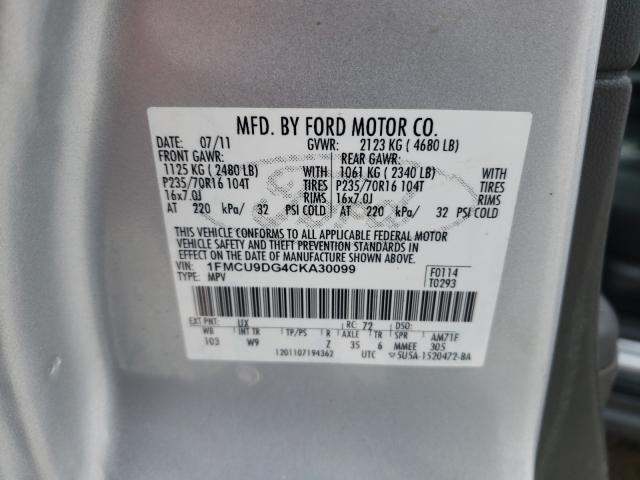 MFD. BY FORD MOTOR CO.
DATE: 07/11 GVWR: 2123 KG ( 4680 LB)
FRONT GAWR: REAR GAWR:
1125 KG ( 2480 LB) WITH 1061 KG ( 2340 LB) WITH
P235/70R16 104T TIRES P235/70R16 104T TIRES
16x7.0J RIMS 16x7.0J RIMS
AT 220 kPa/ 32 PSI COLD AT 220 kPa/ 32 PSI COLD
THIS VEHICLE CONFORMS TO ALL APPLICABLE FEDERAL MOTOR
VEHICLE SAFETY AND THEFT PREVENTION STANDARDS IN EFFECT
ON THE DATE OF MANUFACTURE SHOWN ABOVE.
VIN: 1FMCU9DG4CKA30099 F0114
TYPE: MPV T0293
EXT PNT: UX RC: 72 DSO:
WB INT TR TP/PS R AXLE TR SPR AM71F
103 W9 Z 35 6 MMEE 305
1201107194362 UTC 5U5A-1520472-BA